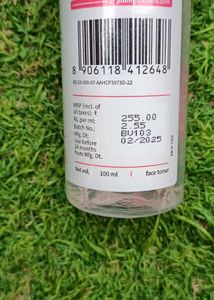 8 906118 412648
MRP (incl. of
all taxes): ₹ 255.00
Rs. per ml: 2.55
Batch No.: BV103
Mfg. Dt: 02/2025
Use before
24 months
from Mfg. Dt.
Net vol. 100 ml | face toner